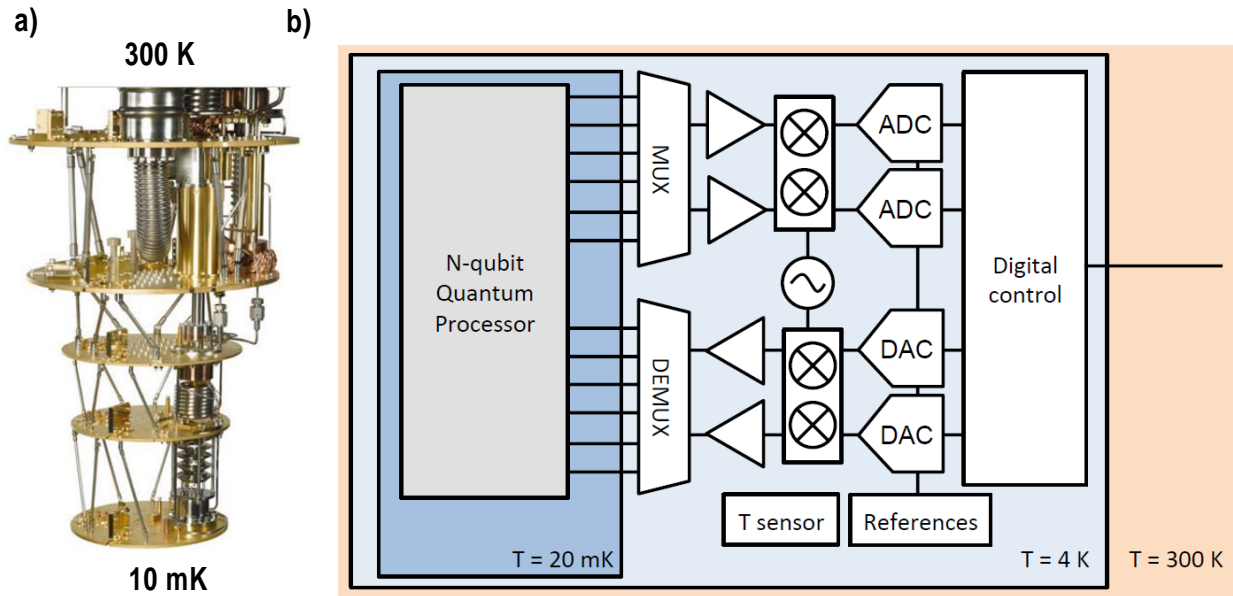 a)
300 K
10 mK
b)
N-qubit
Quantum
Processor
MUX
DEMUX
ADC
ADC
DAC
DAC
Digital
control
T sensor
References
T = 20 mK
T = 4 K
T = 300 K